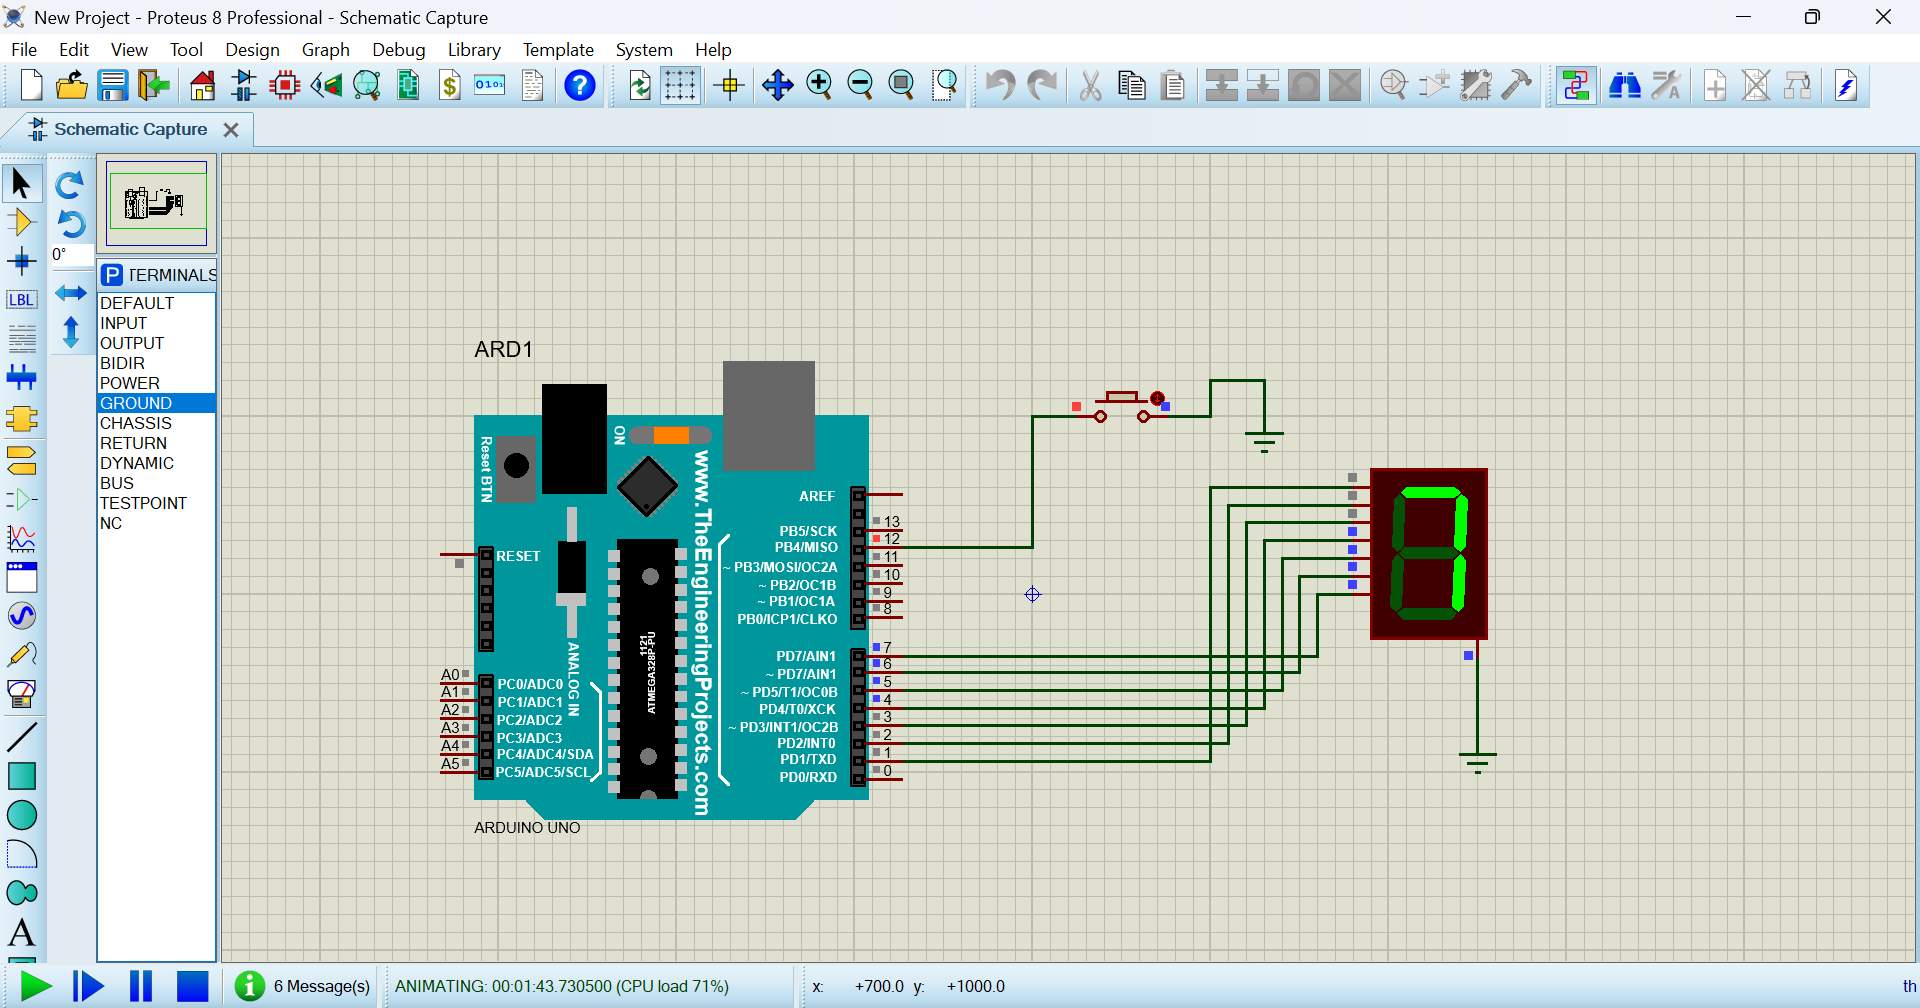 New Project - Proteus 8 Professional - Schematic Capture
File Edit View Tool Design Graph Debug Library Template System Help
Schematic Capture
0°
LBL
P TERMINALS
DEFAULT
INPUT
OUTPUT
BIDIR
POWER
GROUND
CHASSIS
RETURN
DYNAMIC
BUS
TESTPOINT
NC
A
ARD1
Reset BTN
ON
www.TheEngineeringProjects.com
AREF
PB5/SCK 13
PB4/MISO 12
~ PB3/MOSI/OC2A 11
~ PB2/OC1B 10
~ PB1/OC1A 9
PB0/ICP1/CLKO 8
RESET
1121
ATMEGA328P-PU
ANALOG IN
PD7/AIN1 7
~ PD7/AIN1 6
~ PD5/T1/OC0B 5
PD4/T0/XCK 4
~ PD3/INT1/OC2B 3
PD2/INT0 2
PD1/TXD 1
PD0/RXD 0
A0 PC0/ADC0
A1 PC1/ADC1
A2 PC2/ADC2
A3 PC3/ADC3
A4 PC4/ADC4/SDA
A5 PC5/ADC5/SCL
ARDUINO UNO
7
6 Message(s)
ANIMATING: 00:01:43.730500 (CPU load 71%)
x: +700.0 y: +1000.0
th